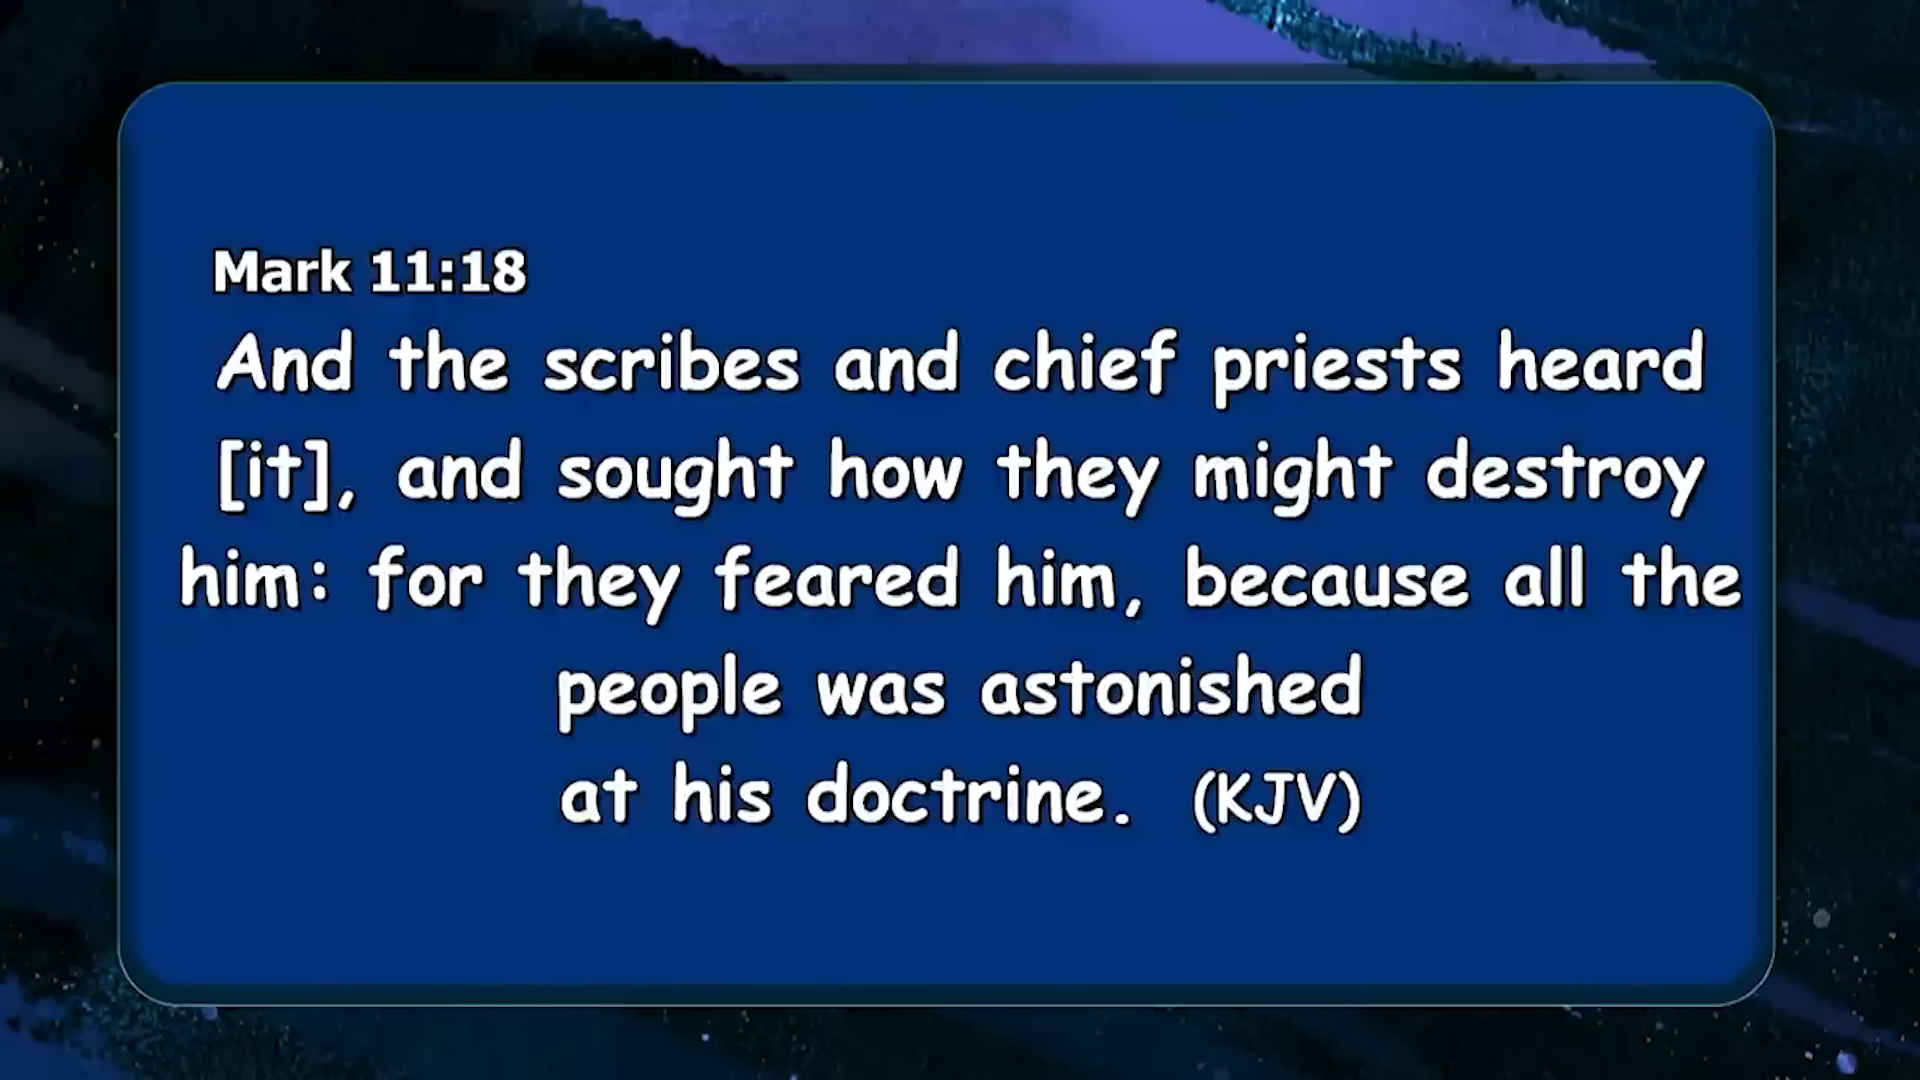 Mark 11:18
And the scribes and chief priests heard
[it], and sought how they might destroy
him: for they feared him, because all the
people was astonished
at his doctrine. (KJV)